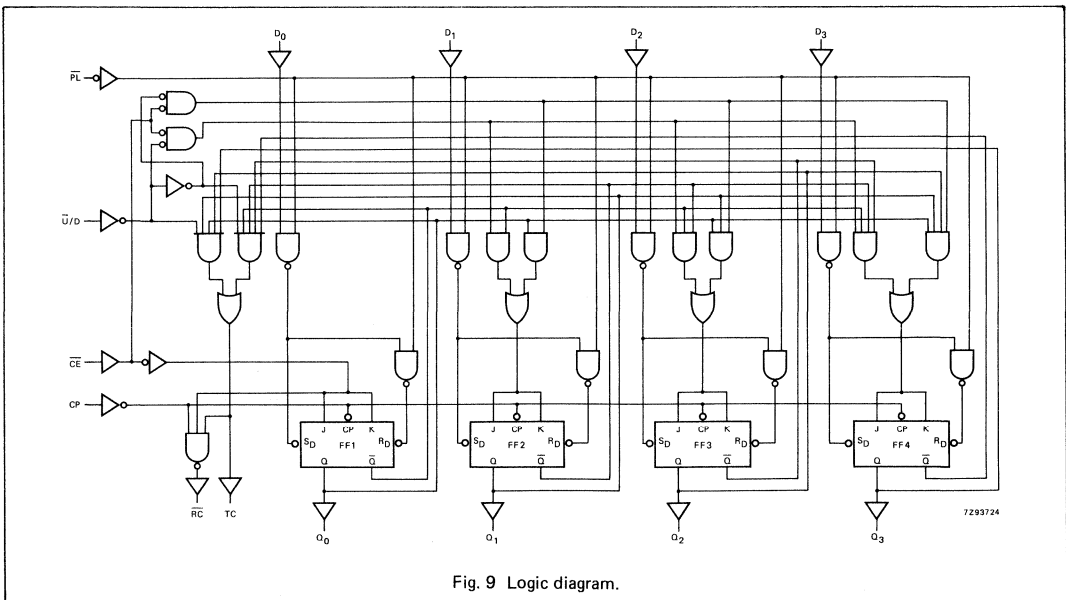 D0 D1 D2 D3
PL
U/D
CE
CP
J CP K J CP K J CP K J CP K
SD FF1 RD SD FF2 RD SD FF3 RD SD FF4 RD
Q Q Q Q Q Q Q Q
RC TC
7Z93724
Q0 Q1 Q2 Q3
Fig. 9 Logic diagram.